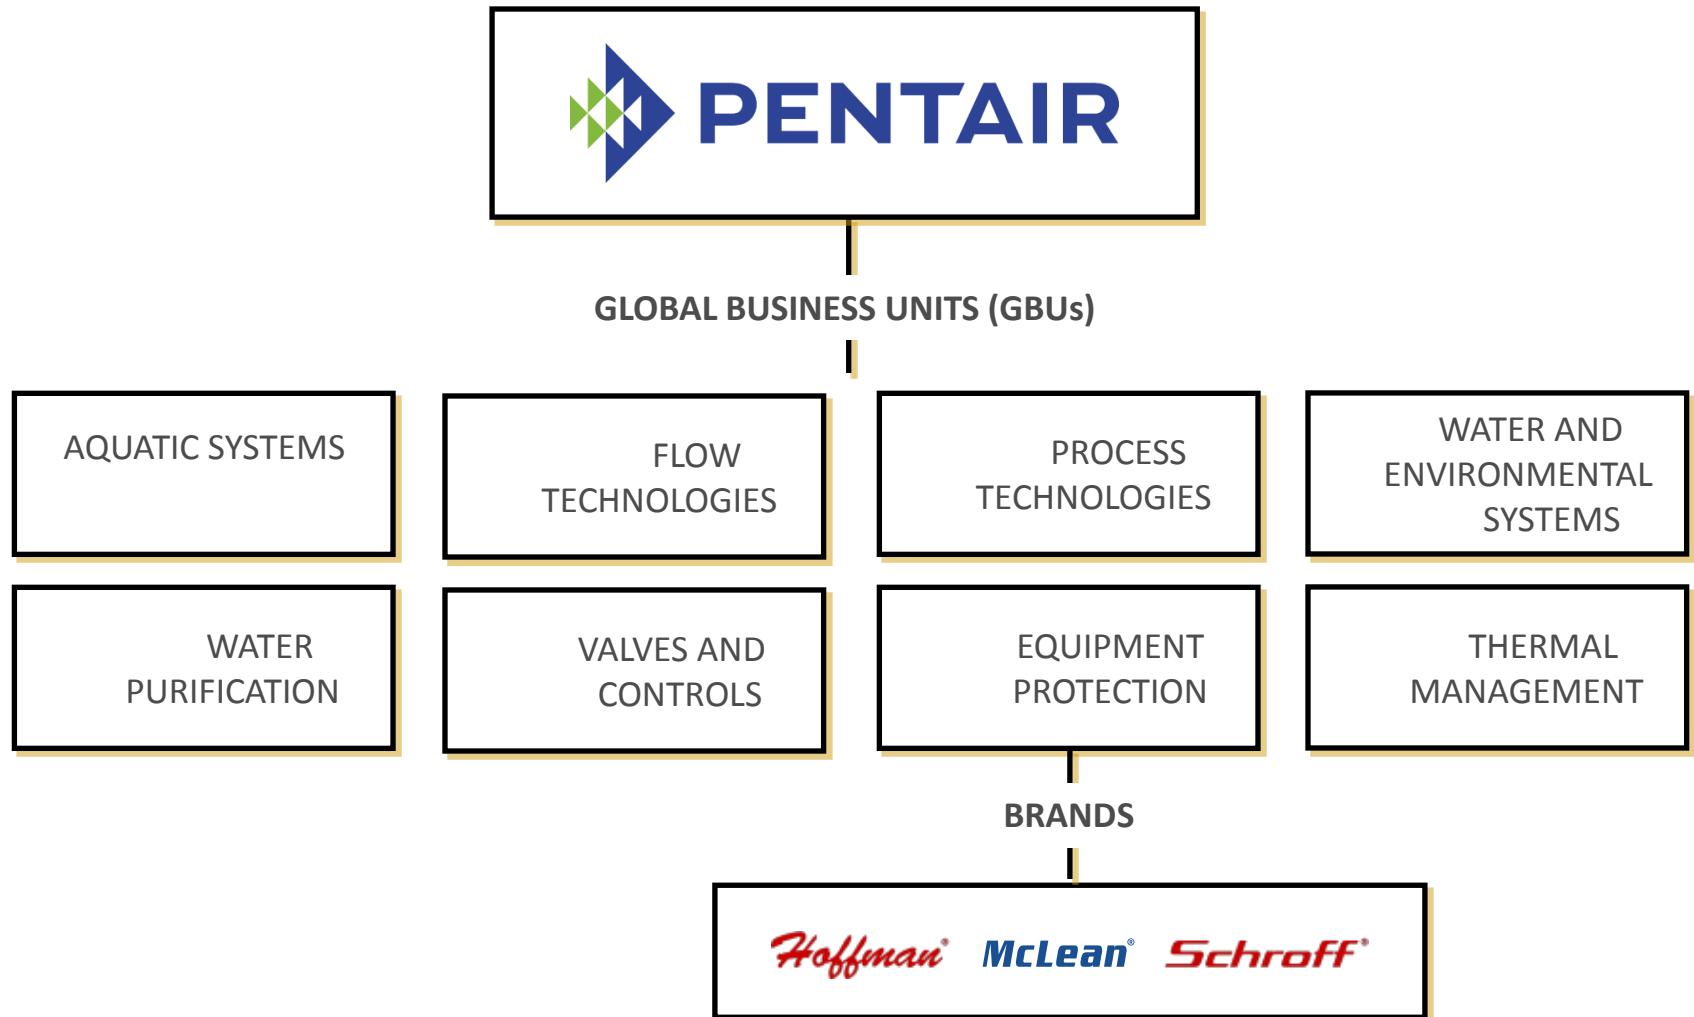 PENTAIR
GLOBAL BUSINESS UNITS (GBUs)
AQUATIC SYSTEMS
FLOW
TECHNOLOGIES
PROCESS
TECHNOLOGIES
WATER AND
ENVIRONMENTAL
SYSTEMS
WATER
PURIFICATION
VALVES AND
CONTROLS
EQUIPMENT
PROTECTION
THERMAL
MANAGEMENT
BRANDS
Hoffman® McLean® Schroff®